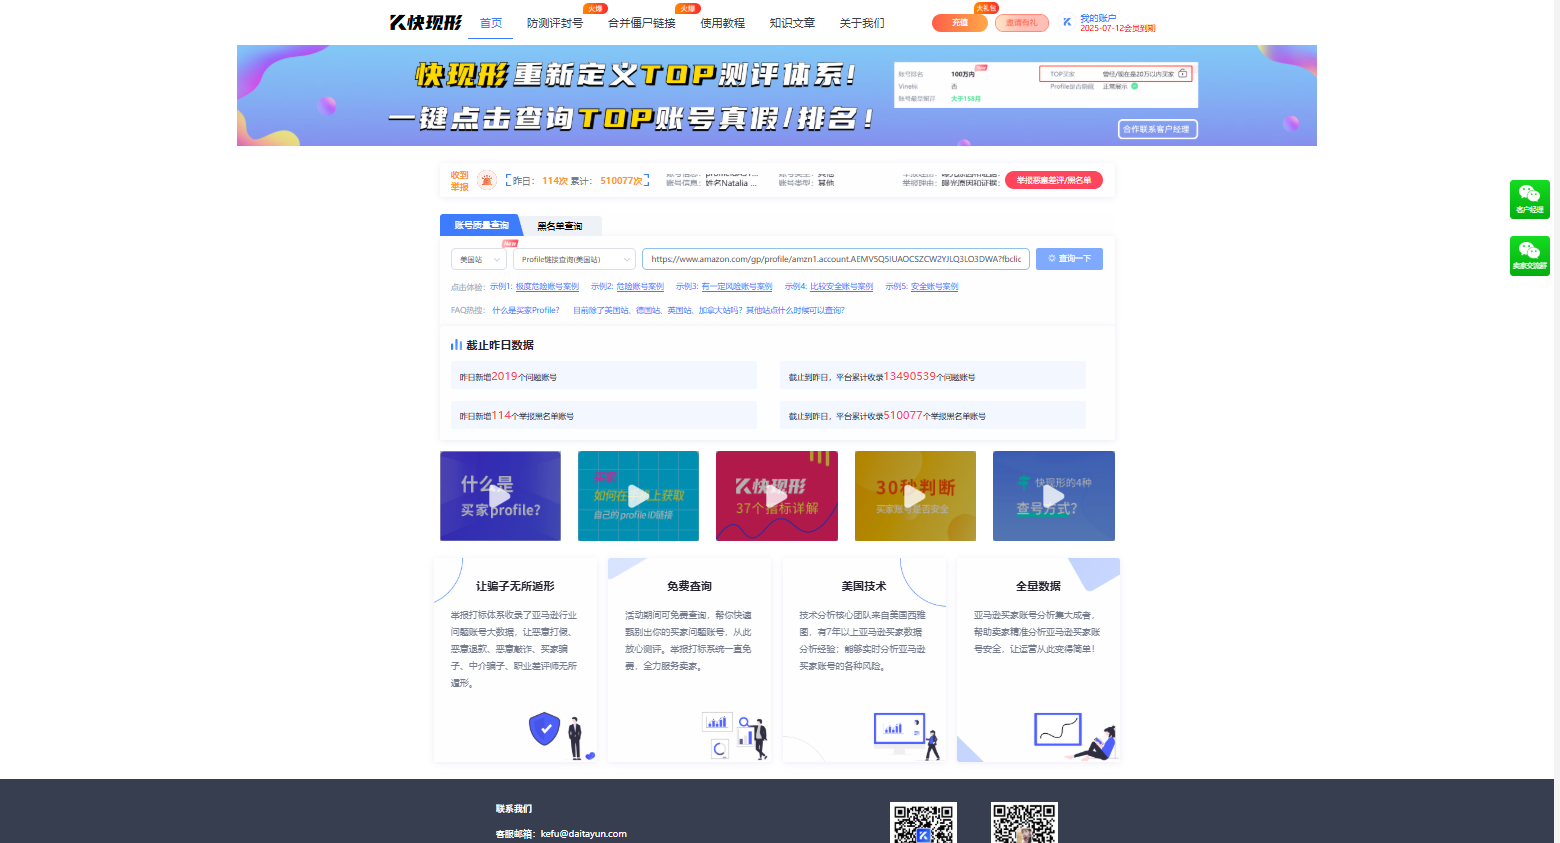 快现形
首页
防测评封号
火爆
合并僵尸链接
火爆
使用教程
知识文章
关于我们
充值
大礼包
邀请有礼
我的账户
2025-07-12会员到期
快现形重新定义TOP测评体系!
一键点击查询TOP账号真假/排名!
账号排名 100万内 New
TOP买家 曾经/现在是20万以内买家
Vine标 否
Profile是否隐藏 正常展示
账号最早留评 大于158月
合作联系客户经理
收到
举报
昨日: 114次 累计: 510077次
账号信息: 姓名Natalia ...
账号类型: 其他
举报理由: 曝光原因和证据:
举报恶意差评/黑名单
客户经理
卖家交流群
账号质量查询
黑名单查询
美国站
New
Profile链接查询(美国站)
https://www.amazon.com/gp/profile/amzn1.account.AEMV5Q5IUAOCSZCW2YJLQ3LO3DWA?fbclic
查询一下
点击体验: 示例1: 极度危险账号案例 示例2: 危险账号案例 示例3: 有一定风险账号案例 示例4: 比较安全账号案例 示例5: 安全账号案例
FAQ热搜: 什么是买家Profile? 目前除了美国站、德国站、英国站、加拿大站吗? 其他站点什么时候可以查询?
截止昨日数据
昨日新增2019个问题账号
截止到昨日, 平台累计收录13490539个问题账号
昨日新增114个举报黑名单账号
截止到昨日, 平台累计收录510077个举报黑名单账号
什么是
买家profile?
买家
如何在手机上获取
自己的 profile ID链接
快现形
37个指标详解
30秒判断
买家账号是否安全
快现形的4种
查号方式?
让骗子无所遁形
举报打标体系收录了亚马逊行业
问题账号大数据, 让恶意打假、
恶意退款、恶意敲诈、买家骗
子、中介骗子、职业差评师无所
遁形。
免费查询
活动期间可免费查询, 帮你快速
甄别出你的买家问题账号, 从此
放心测评。举报打标系统一直免
费, 全力服务卖家。
美国技术
技术分析核心团队来自美国西雅
图, 有7年以上亚马逊买家数据
分析经验; 能够实时分析亚马逊
买家账号的各种风险。
全量数据
亚马逊买家账号分析集大成者,
帮助卖家精准分析亚马逊买家账
号安全, 让运营从此变得简单!
联系我们
客服邮箱: kefu@daitayun.com